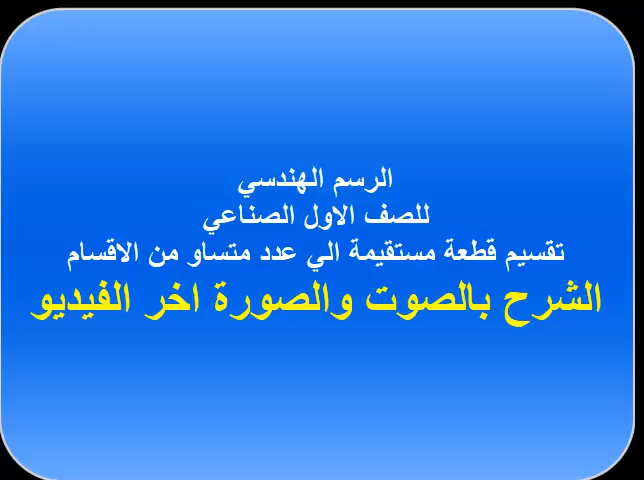 الرسم الهندسي
للصف الاول الصناعي
تقسيم قطعة مستقيمة الي عدد متساو من الاقسام
الشرح بالصوت والصورة اخر الفيديو